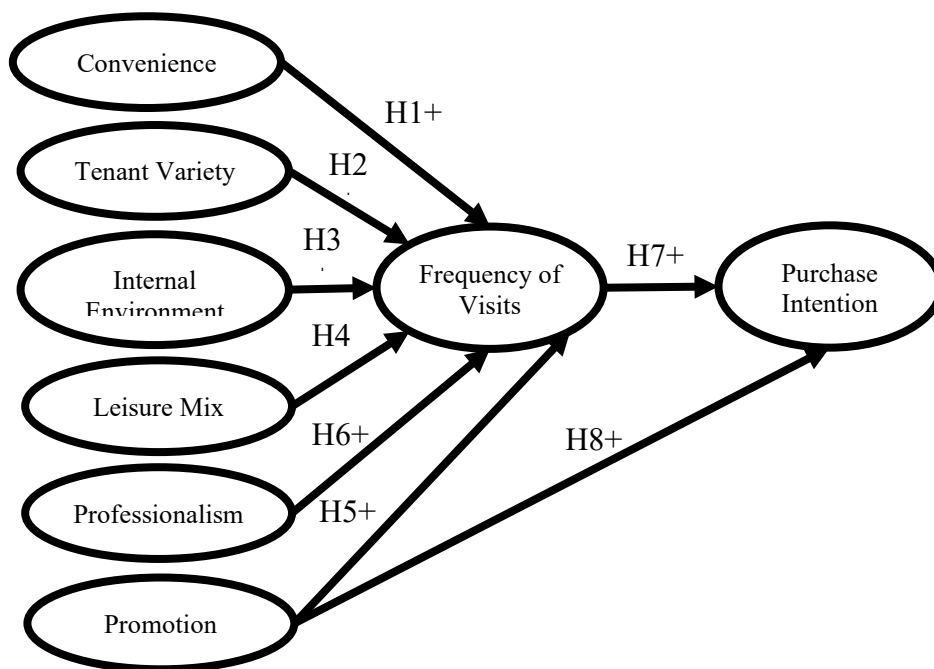 Convenience
H1+
Tenant Variety
H2
H3
Internal
Environment
Frequency of
Visits
H7+
Purchase
Intention
H4
Leisure Mix
H6+
H8+
Professionalism
H5+
Promotion